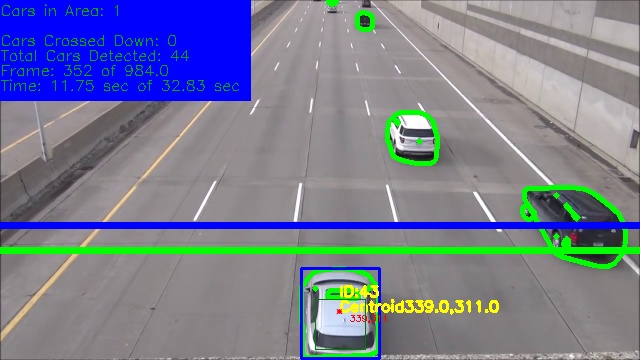 Cars in Area: 1
Cars Crossed Down: 0
Total Cars Detected: 44
Frame: 352 of 984.0
Time: 11.75 sec of 32.83 sec
ID:43
Centroid339.0,311.0